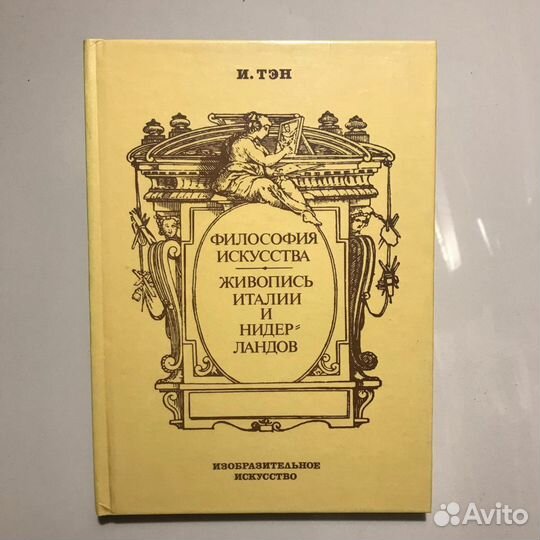 И. ТЭН
ФИЛОСОФИЯ
ИСКУССТВА
ЖИВОПИСЬ
ИТАЛИИ
И
НИДЕР-
ЛАНДОВ
ИЗОБРАЗИТЕЛЬНОЕ
ИСКУССТВО
Avito